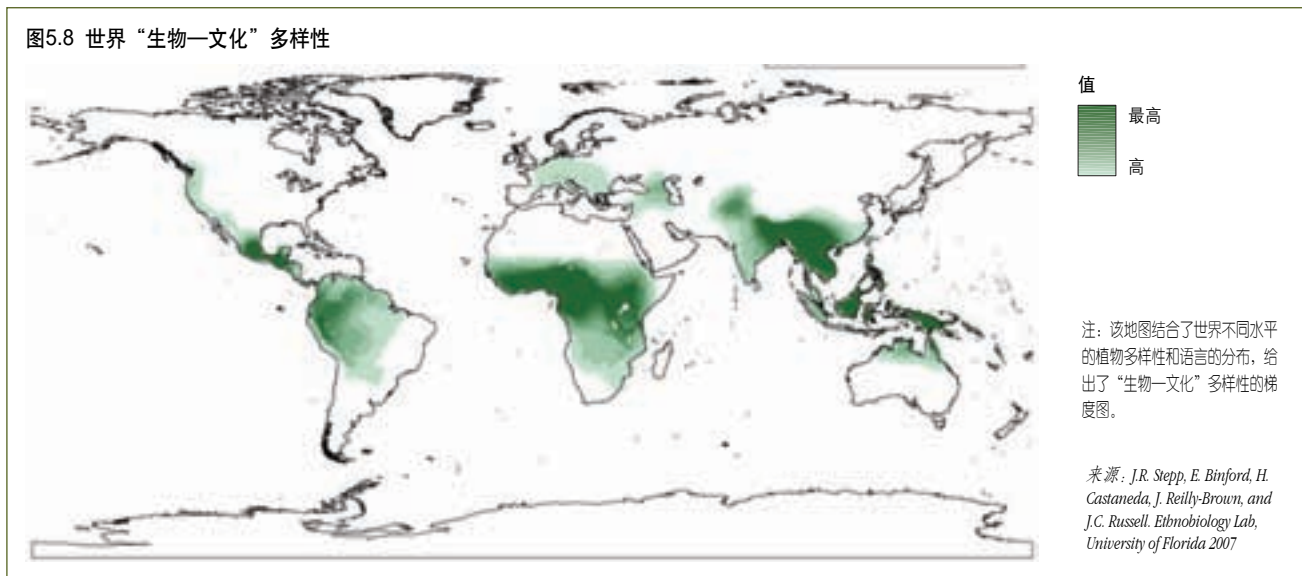 图5.8 世界“生物—文化”多样性
值
最高
高
注：该地图结合了世界不同水平
的植物多样性和语言的分布，给
出了“生物—文化”多样性的梯
度图。
来源：J.R. Stepp, E. Binford, H.
Castaneda, J. Reilly-Brown, and
J.C. Russell. Ethnobiology Lab,
University of Florida 2007